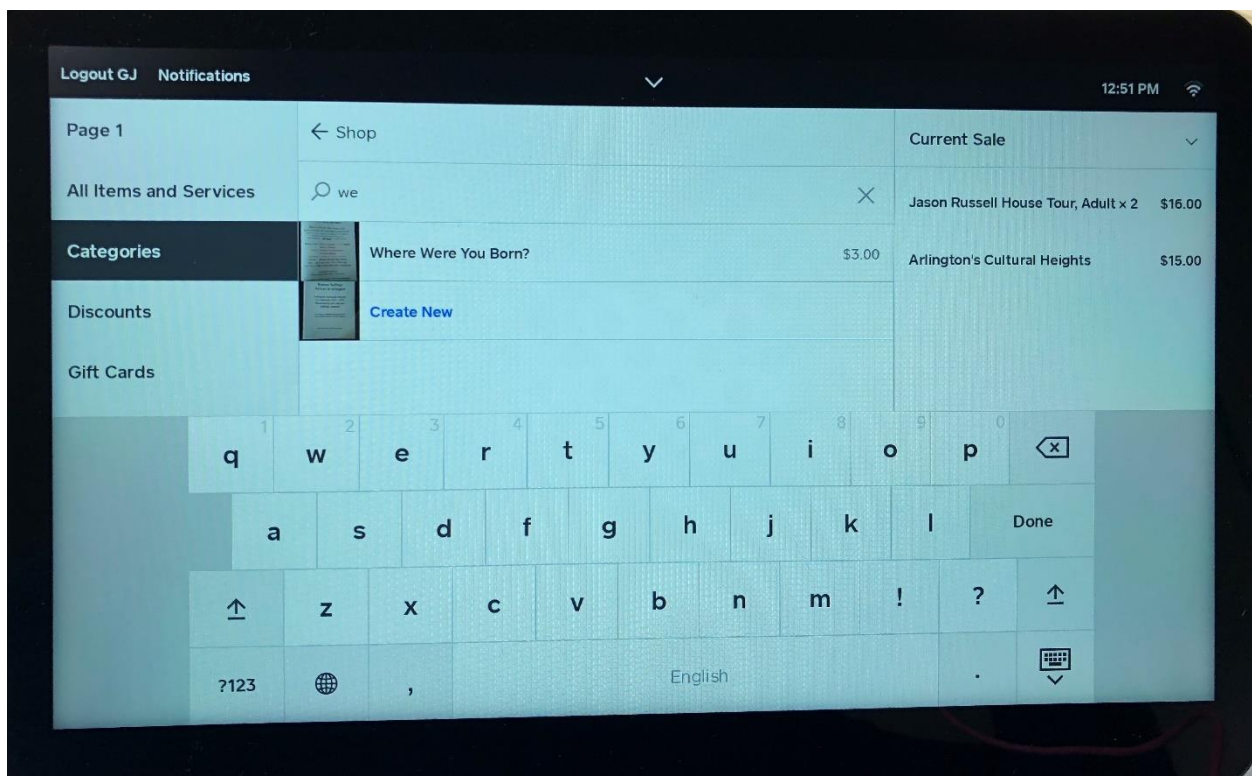 Logout GJ Notifications
12:51 PM
Page 1
All Items and Services
Categories
Discounts
Gift Cards
← Shop
we
Where Were You Born? $3.00
Create New
Current Sale
Jason Russell House Tour, Adult × 2 $16.00
Arlington's Cultural Heights $15.00
1 2 3 4 5 6 7 8 9 0
q w e r t y u i o p
a s d f g h j k l Done
z x c v b n m ! ?
?123 , English .